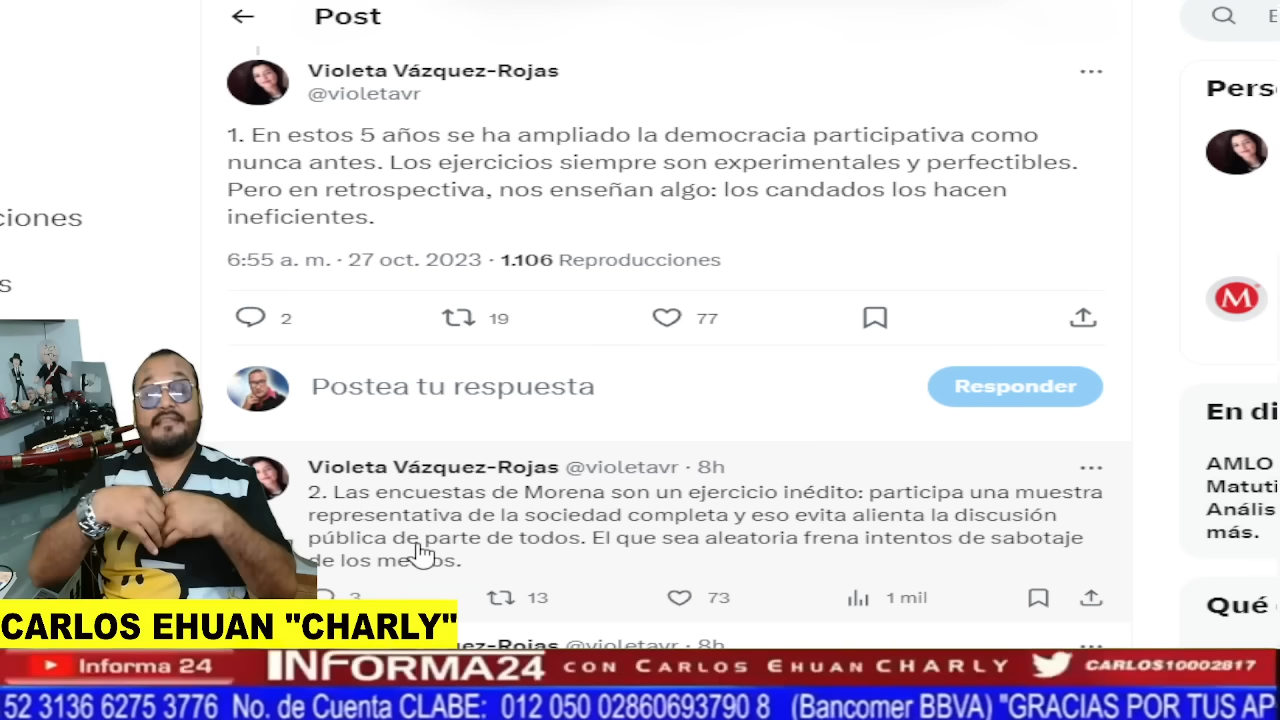 Post
E
Violeta Vázquez-Rojas
@violetavr
Pers
1. En estos 5 años se ha ampliado la democracia participativa como
nunca antes. Los ejercicios siempre son experimentales y perfectibles.
Pero en retrospectiva, nos enseñan algo: los candados los hacen
ineficientes.
ciones
s
6:55 a. m. · 27 oct. 2023 · 1.106 Reproducciones
2 19 77
M
Postea tu respuesta
Responder
En di
AMLO
Matuti
Anális
más.
Violeta Vázquez-Rojas @violetavr · 8h
2. Las encuestas de Morena son un ejercicio inédito: participa una muestra
representativa de la sociedad completa y eso evita alienta la discusión
pública de parte de todos. El que sea aleatoria frena intentos de sabotaje
de los
3 13 73 1 mil
Qué
ez-Rojas @violetavr · 8h
CARLOS EHUAN "CHARLY"
Informa 24
INFORMA24 CON CARLOS EHUAN CHARLY
CARLOS10002817
52 3136 6275 3776 No. de Cuenta CLABE: 012 050 02860693790 8 (Bancomer BBVA) "GRACIAS POR TUS AP